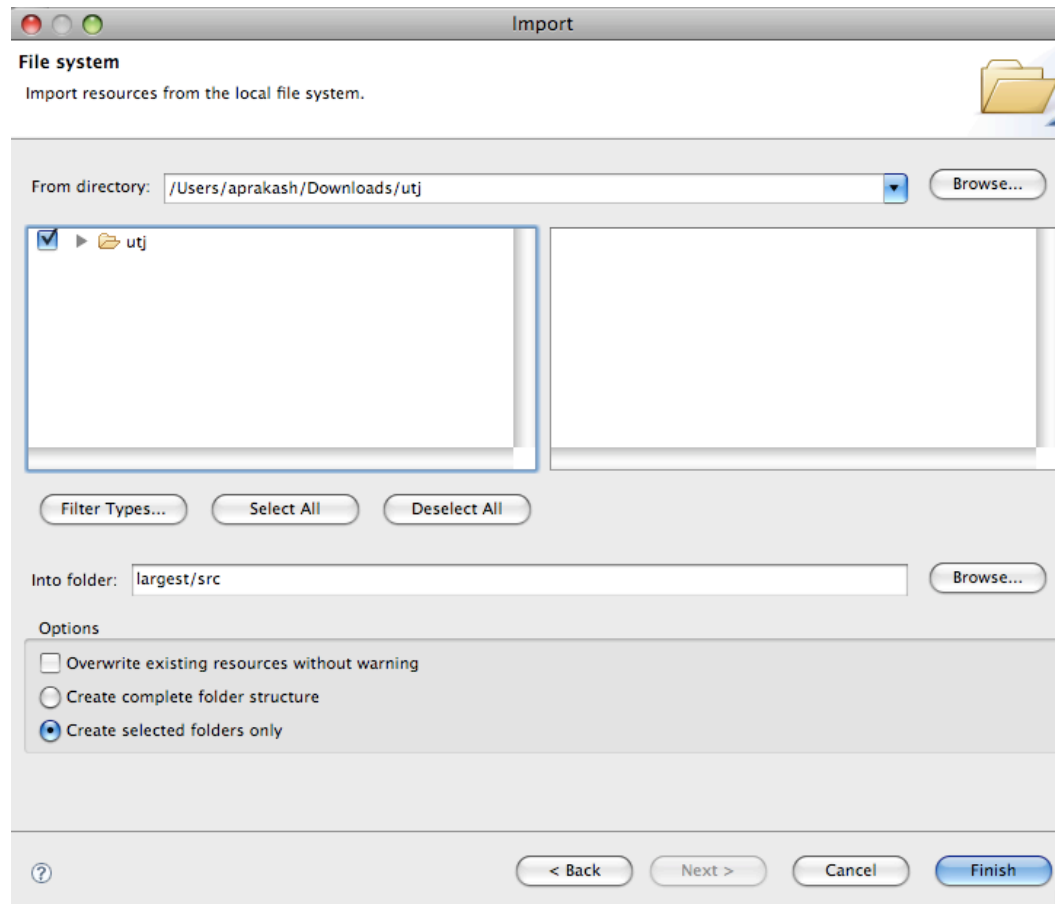 Import
File system
Import resources from the local file system.
From directory: /Users/aprakash/Downloads/utj Browse...
utj
Filter Types... Select All Deselect All
Into folder: largest/src Browse...
Options
Overwrite existing resources without warning
Create complete folder structure
Create selected folders only
? < Back Next > Cancel Finish